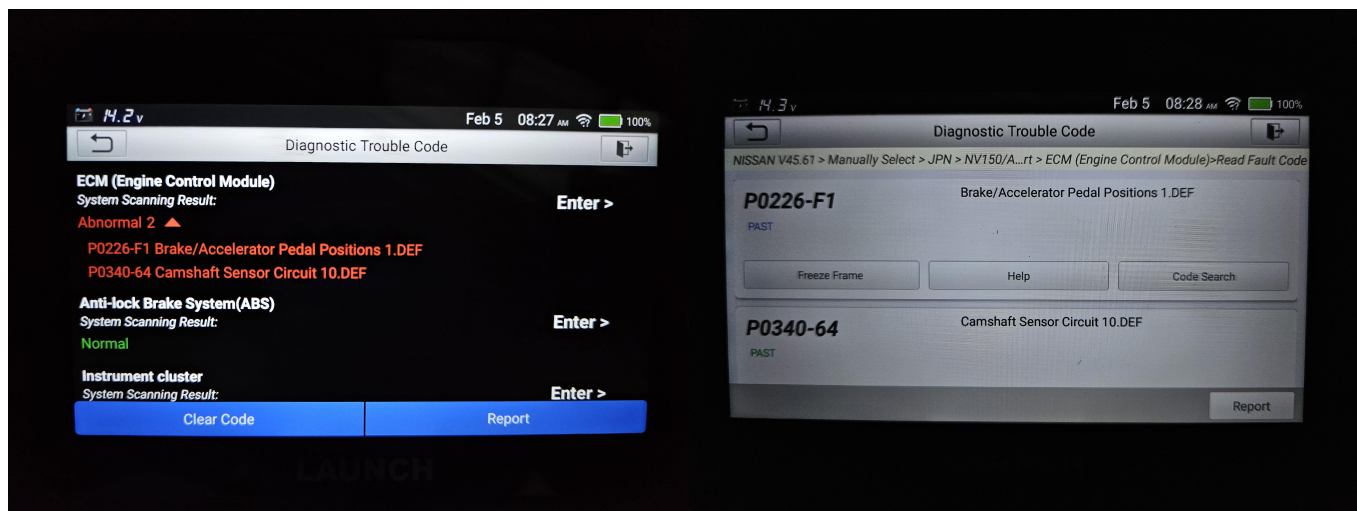 14.2 v
Feb 5 08:27 AM 100%
Diagnostic Trouble Code
ECM (Engine Control Module)
System Scanning Result:
Enter >
Abnormal 2
P0226-F1 Brake/Accelerator Pedal Positions 1.DEF
P0340-64 Camshaft Sensor Circuit 10.DEF
Anti-lock Brake System(ABS)
System Scanning Result:
Enter >
Normal
Instrument cluster
System Scanning Result:
Enter >
Clear Code
Report
LAUNCH
14.3 v
Feb 5 08:28 AM 100%
Diagnostic Trouble Code
NISSAN V45.61 > Manually Select > JPN > NV150/A...rt > ECM (Engine Control Module)>Read Fault Code
P0226-F1
Brake/Accelerator Pedal Positions 1.DEF
PAST
Freeze Frame
Help
Code Search
P0340-64
Camshaft Sensor Circuit 10.DEF
PAST
Report